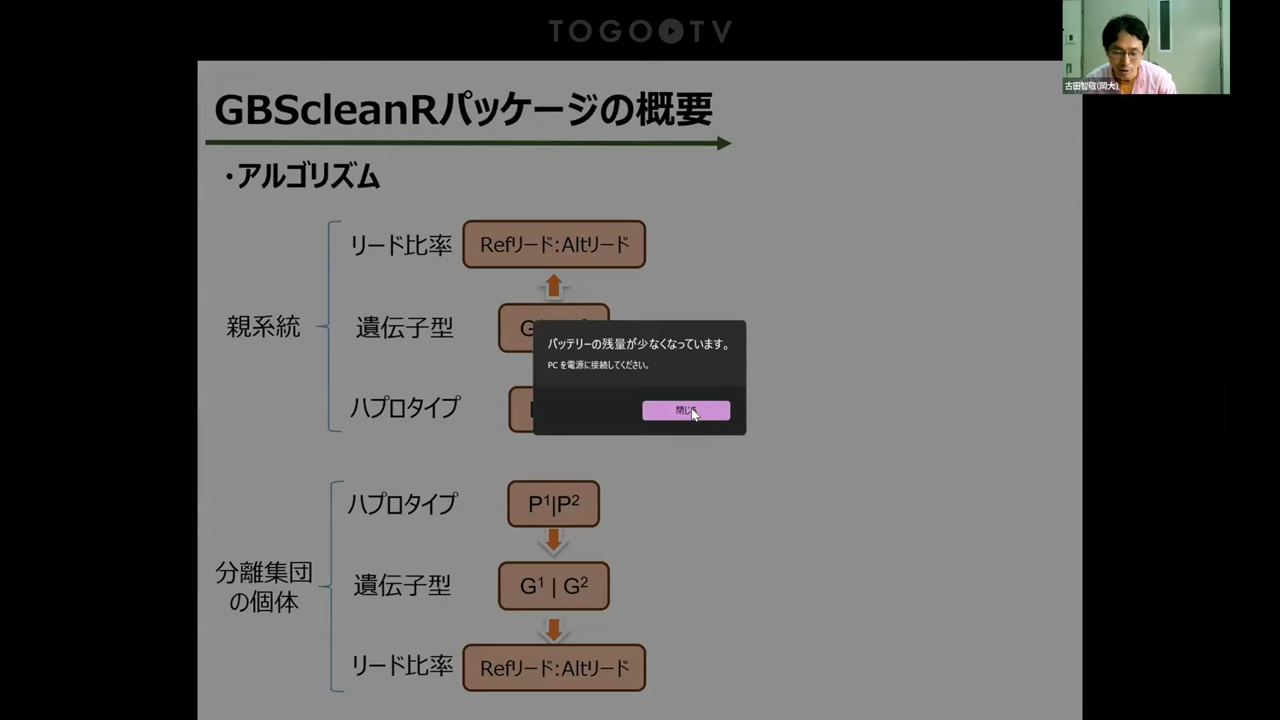 TOGO TV
古田智敬(岡大)
GBScleanRパッケージの概要
・アルゴリズム
リード比率
Refリード:Altリード
親系統
遺伝子型
ハプロタイプ
バッテリーの残量が少なくなっています。
PC を電源に接続してください。
閉じ
ハプロタイプ
P¹|P²
分離集団
の個体
遺伝子型
G¹ | G²
リード比率
Refリード:Altリード